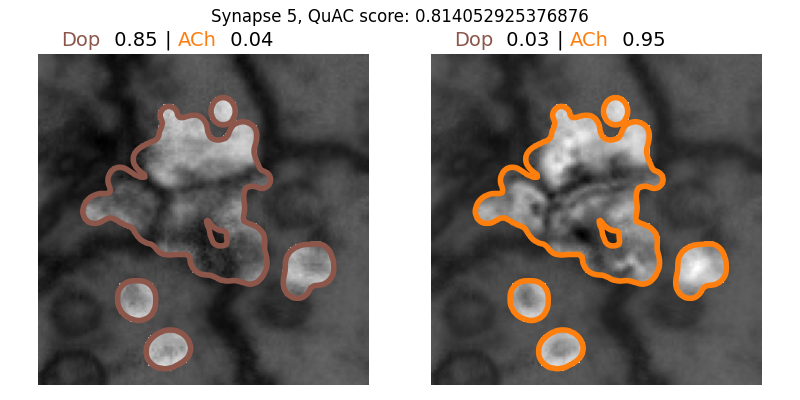 Synapse 5, QuAC score: 0.814052925376876
Dop 0.85 | ACh 0.04
Dop 0.03 | ACh 0.95